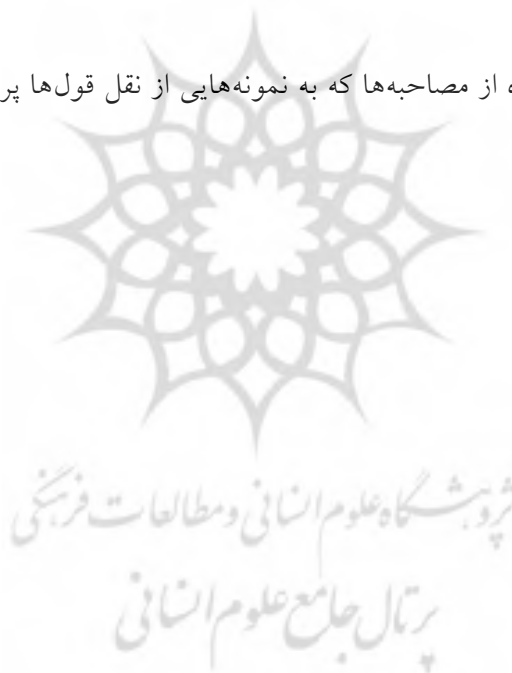 ه از مصاحبه‌ها که به نمونه‌هایی از نقل قول‌ها پر
پژوهشگاه علوم انسانی و مطالعات فرهنگی
پرتال جامع علوم انسانی